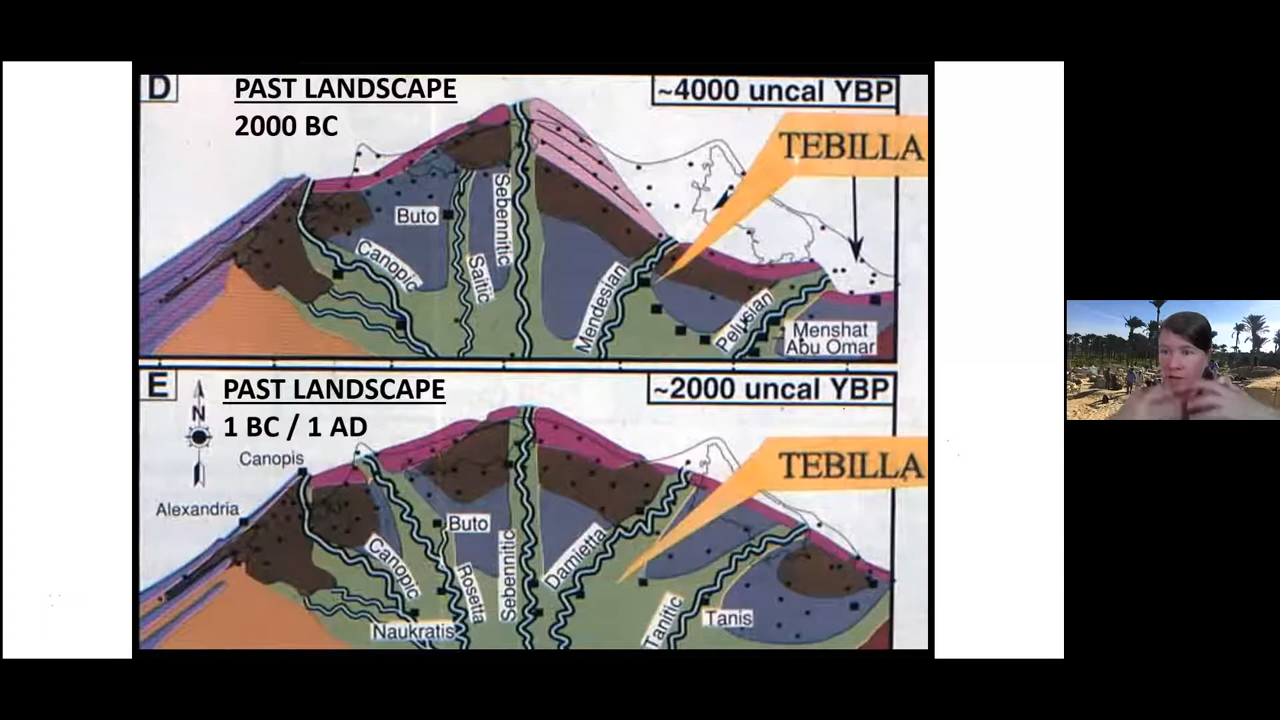 D
PAST LANDSCAPE
2000 BC
~4000 uncal YBP
TEBILLA
Buto
Canopic
Saitic
Sebennitic
Mendesian
Pelusian
Menshat
Abu Omar
E
PAST LANDSCAPE
1 BC / 1 AD
~2000 uncal YBP
N
TEBILLA
Canopis
Alexandria
Buto
Canopic
Rosetta
Sebennitic
Damietta
Tanitic
Tanis
Naukratis